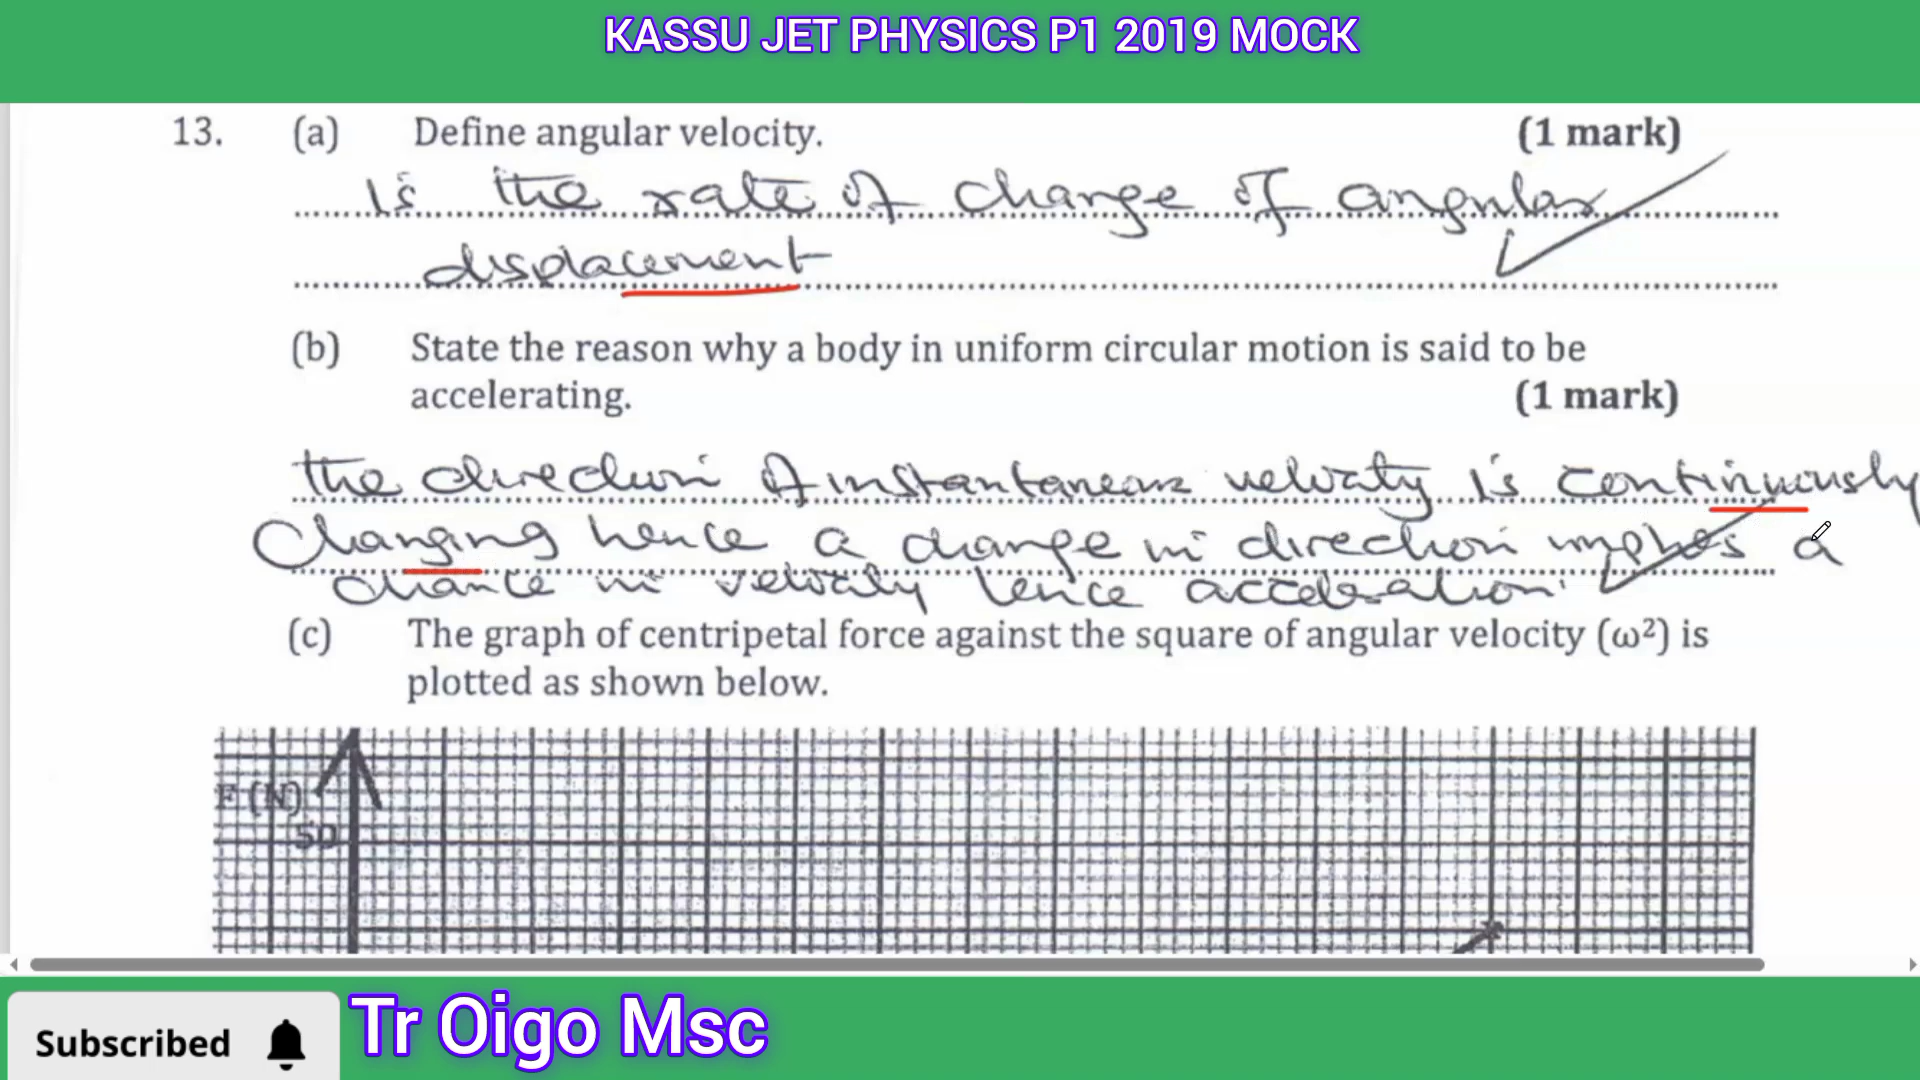 KASSU JET PHYSICS P1 2019 MOCK
13. (a) Define angular velocity. (1 mark)
is the rate of change of angular
displacement
(b) State the reason why a body in uniform circular motion is said to be
accelerating. (1 mark)
the direction of instantaneous velocity is continuously
Changing hence a change in direction implies a
chance in velocity hence acceleration.
(c) The graph of centripetal force against the square of angular velocity (ω²) is
plotted as shown below.
F (N)
50
Subscribed
Tr Oigo Msc